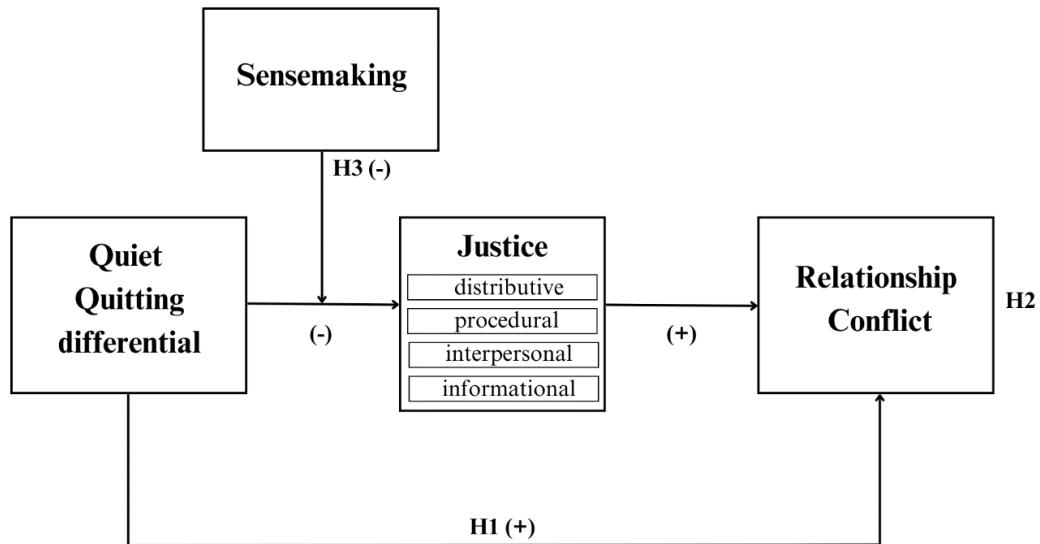 Sensemaking
H3 (-)
Quiet
Quitting
differential
(-)
Justice
distributive
procedural
interpersonal
informational
(+)
Relationship
Conflict
H2
H1 (+)